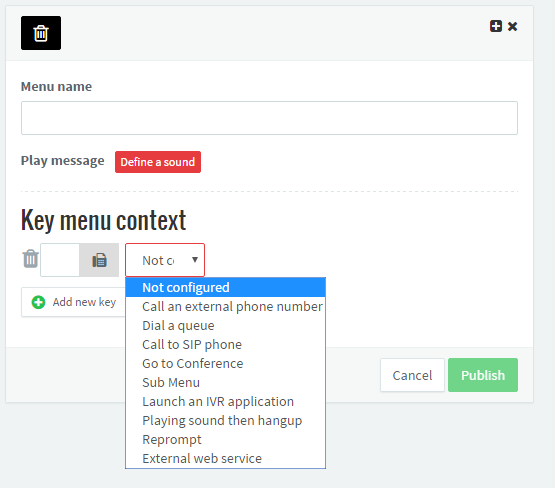 Menu name
Play message Define a sound
Key menu context
Not c
Not configured
Call an external phone number
Add new key
Dial a queue
Call to SIP phone
Go to Conference
Sub Menu
Cancel Publish
Launch an IVR application
Playing sound then hangup
Reprompt
External web service